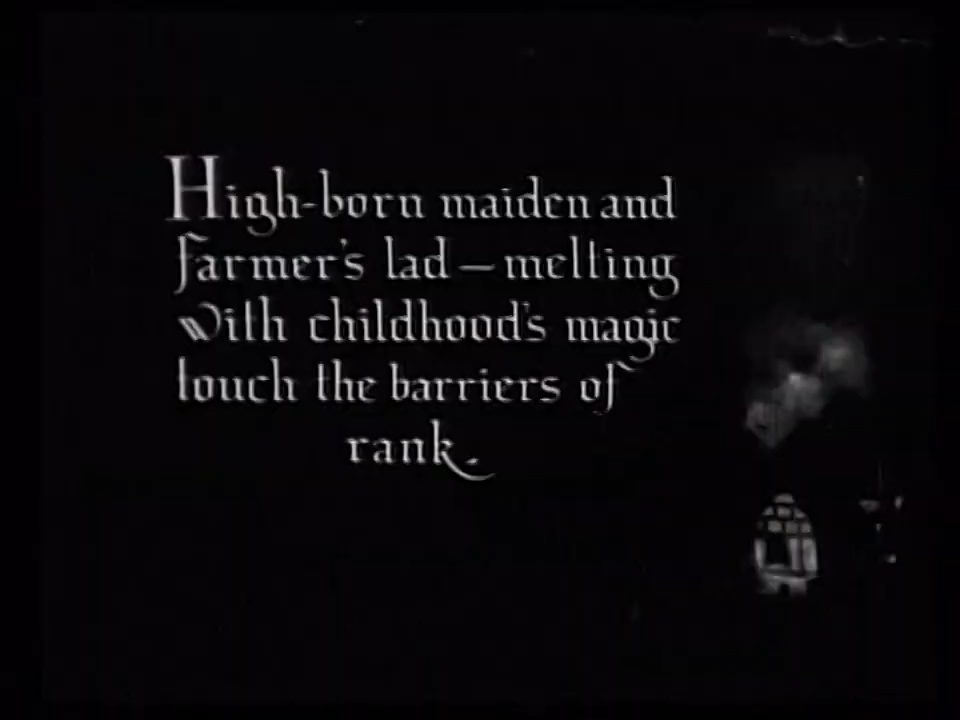 High-born maiden and
farmer's lad — melting
with childhood's magic
touch the barriers of
rank.